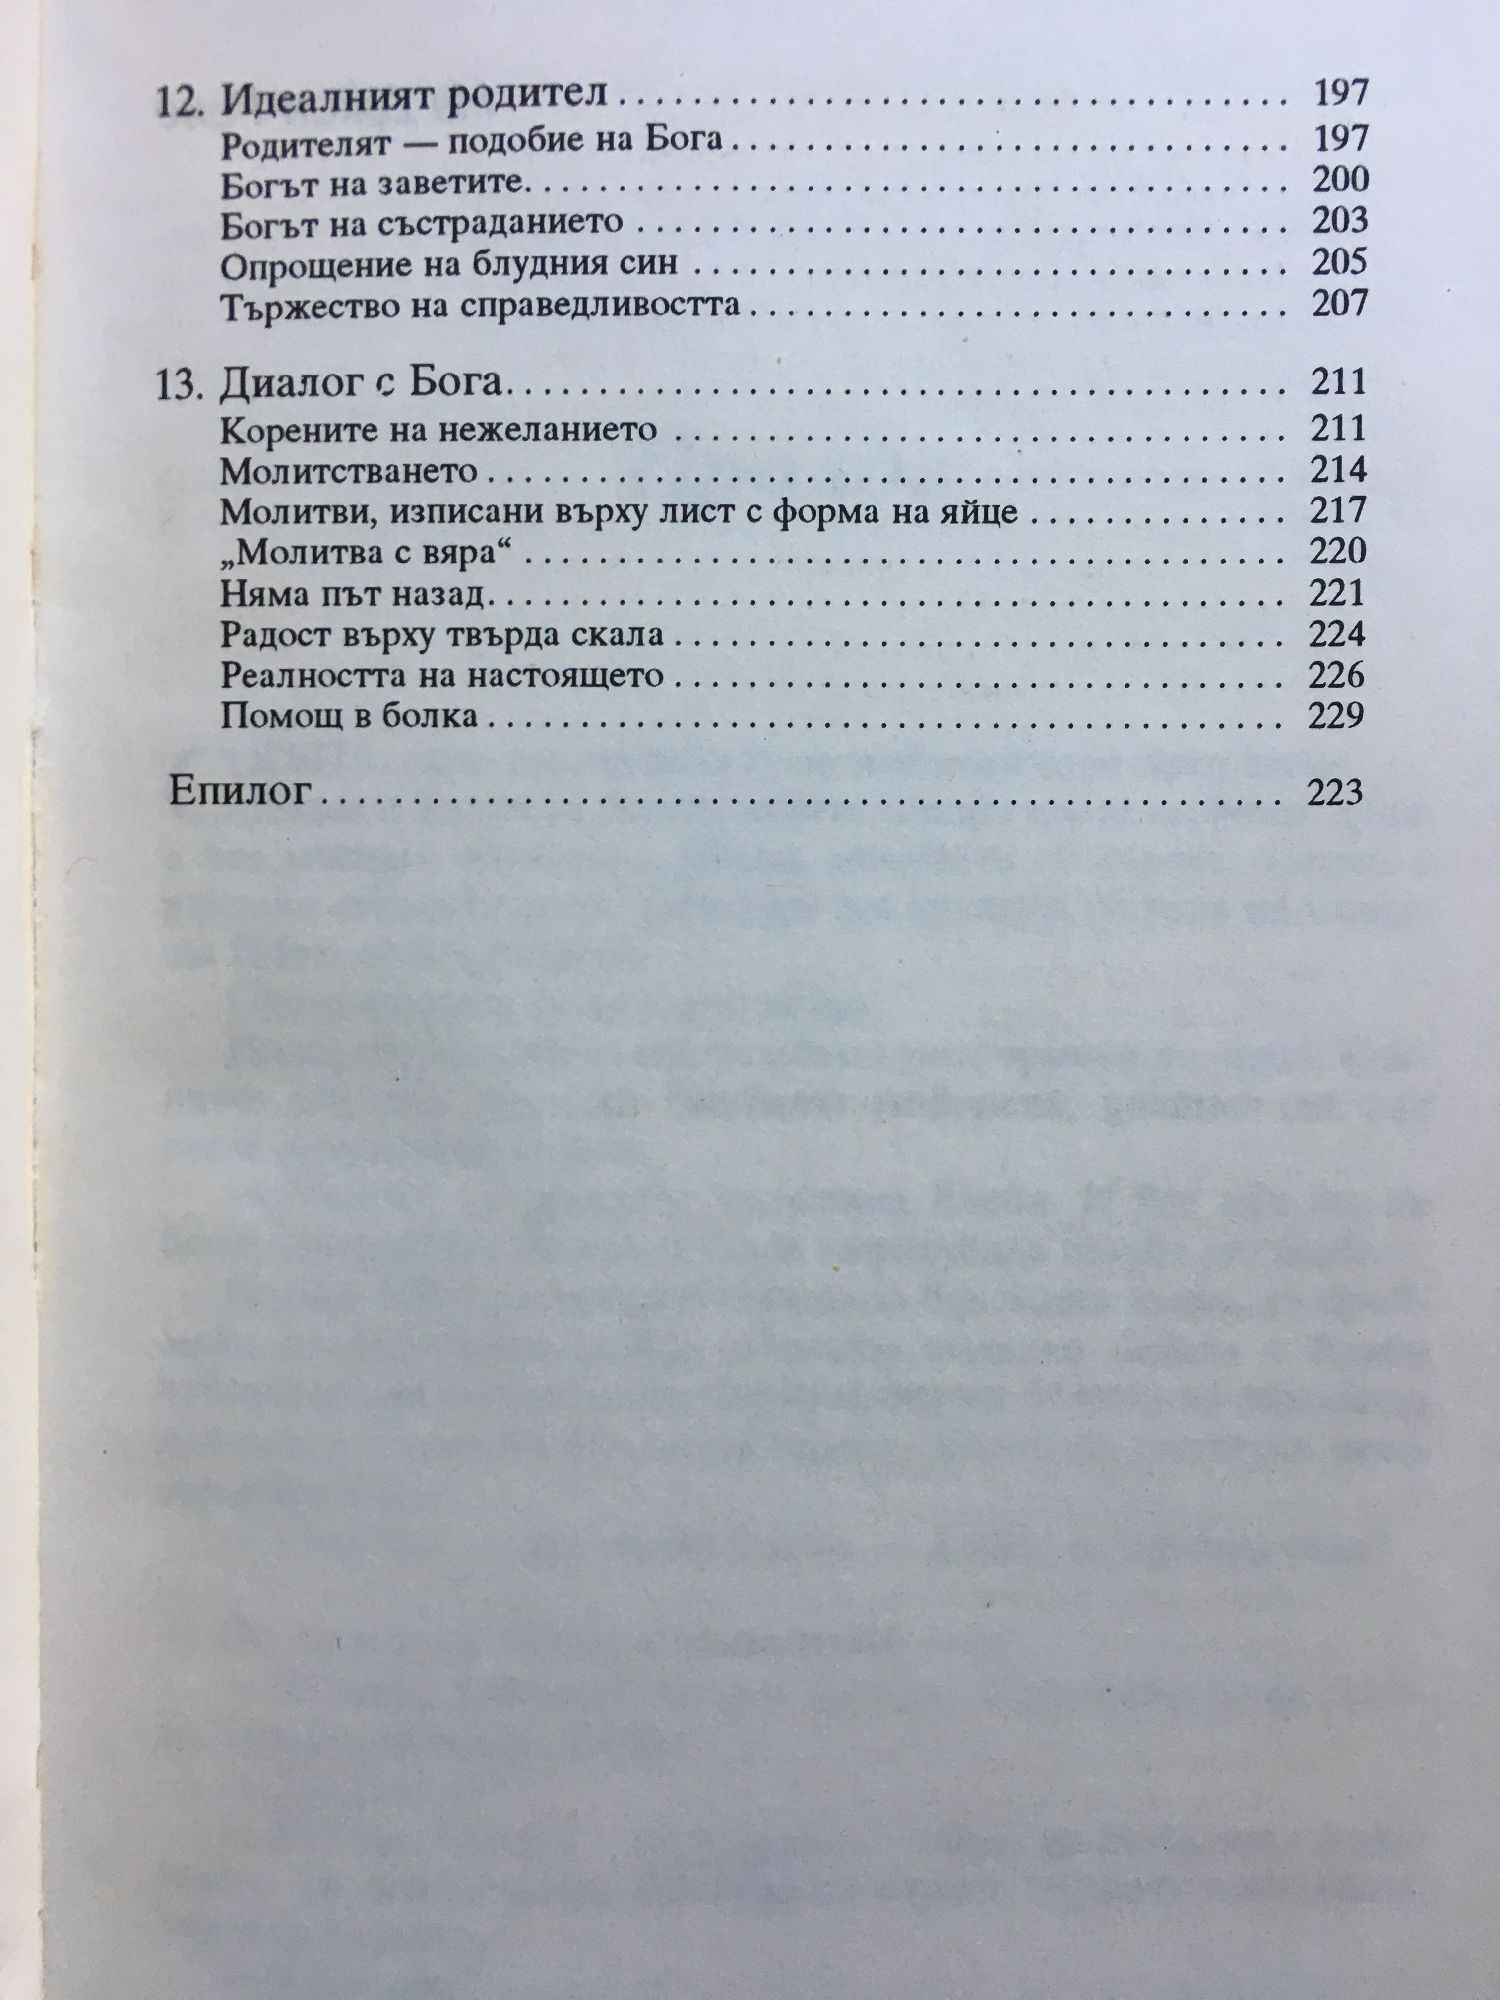 12. Идеалният родител ........................................ 197
Родителят — подобие на Бога ........................................ 197
Богът на заветите ........................................ 200
Богът на състраданието ........................................ 203
Опрощение на блудния син ........................................ 205
Тържество на справедливостта ........................................ 207
13. Диалог с Бога ........................................ 211
Корените на нежеланието ........................................ 211
Молитстването ........................................ 214
Молитви, изписани върху лист с форма на яйце ............... 217
„Молитва с вяра“ ........................................ 220
Няма път назад ........................................ 221
Радост върху твърда скала ........................................ 224
Реалността на настоящето ........................................ 226
Помощ в болка ........................................ 229
Епилог ........................................ 223